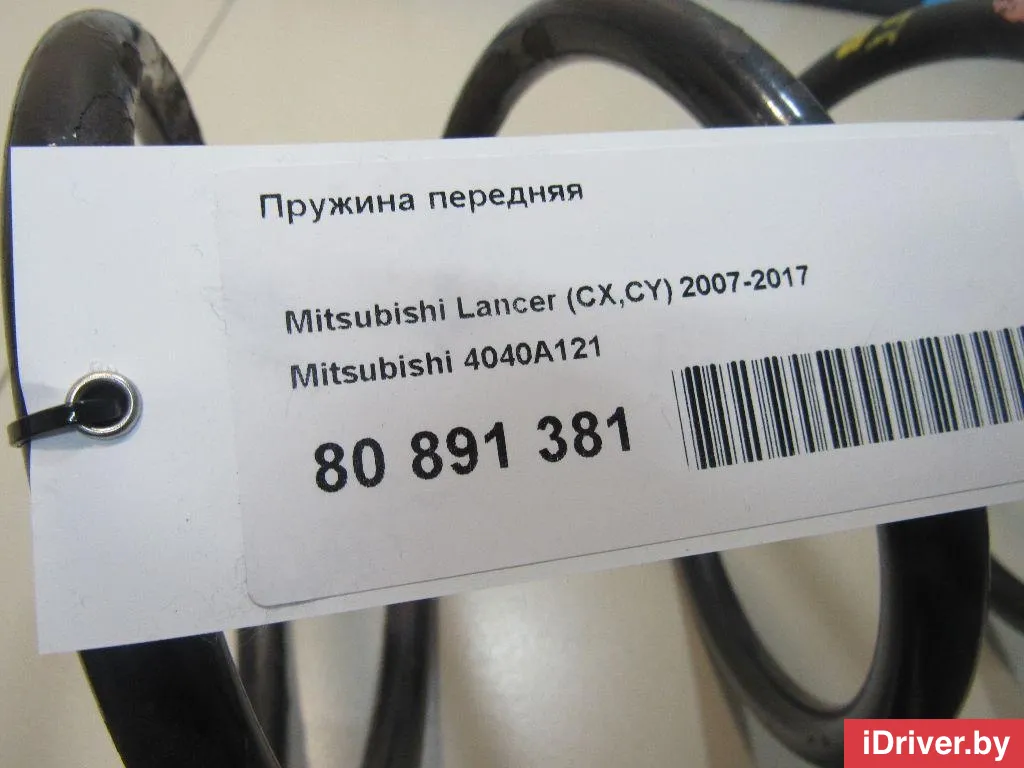 Пружина передняя
Mitsubishi Lancer (CX,CY) 2007-2017
Mitsubishi 4040A121
80 891 381
iDriver.by